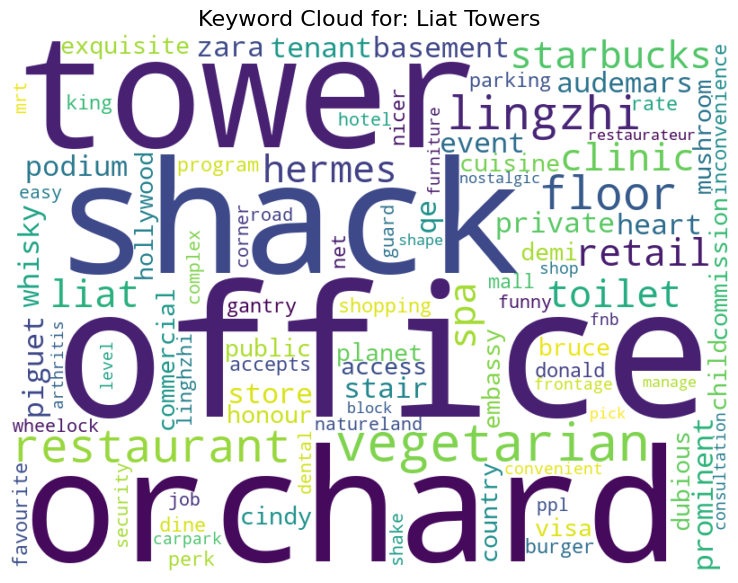 Keyword Cloud for: Liat Towers
exquisite
zara
tenant
basement
starbucks
inconvenience
tower
mrt
king
hotel
nicer
parking
audemars
lingzhi
rate
restaurateur
mushroom
furniture
event
podium
program
hermes
cuisine
clinic
nostalgic
easy
hollywood
shack
whisky
corner
road
guard
qe
shape
floor
private
heart
complex
net
demi
retail
shop
mall
liat
gantry
shopping
spa
funny
toilet
commission
child
office
piguet
arthritis
level
commercial
linghzhi
public
accepts
planet
access
fnb
bruce
donald
embassy
frontage
manage
store
stair
honour
block
natureland
pick
wheelock
restaurant
vegetarian
prominent
dubious
consultation
dental
convenient
favourite
security
orchard
job
dine
carpark
perk
cindy
shake
country
ppl
visa
burger